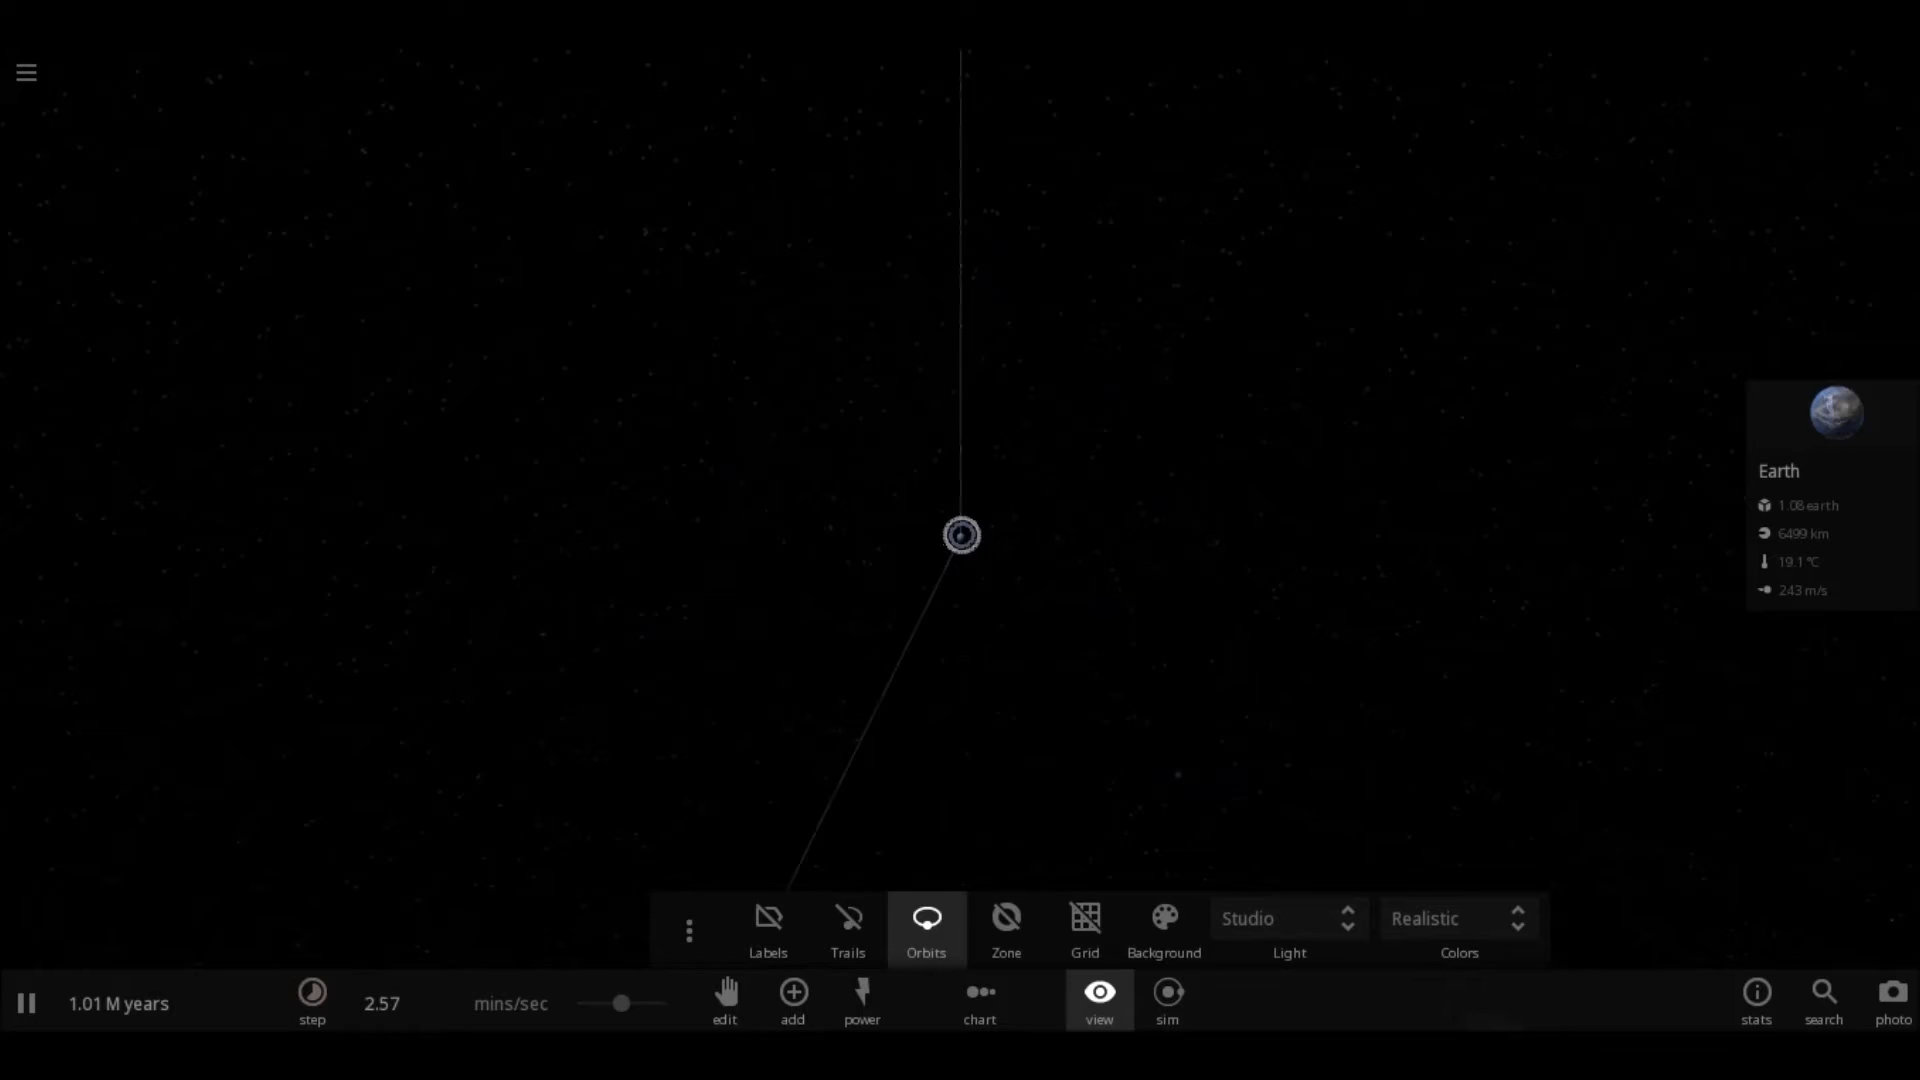 Earth
1.08 earth
6499 km
19.1 °C
243 m/s
Studio
Realistic
Labels
Trails
Orbits
Zone
Grid
Background
Light
Colors
1.01 M years
step
2.57
mins/sec
edit
add
power
chart
view
sim
stats
search
photo